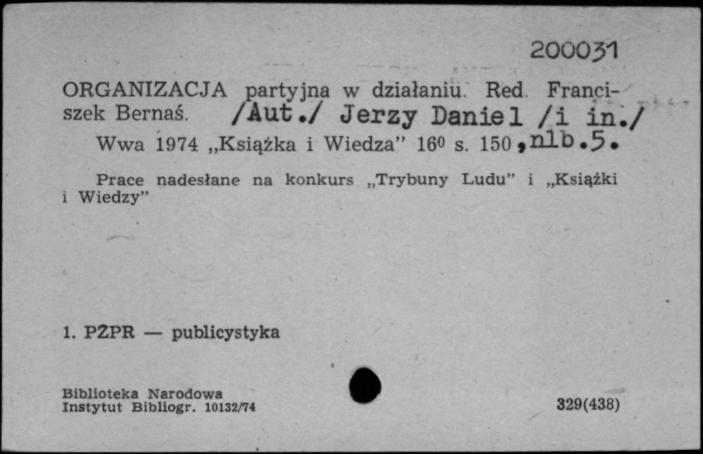 200031
ORGANIZACJA partyjna w działaniu. Red. Franci-
szek Bernaś. /Aut./ Jerzy Daniel /i in./
Wwa 1974 „Książka i Wiedza” 16⁰ s. 150, nlb.5.
Prace nadesłane na konkurs „Trybuny Ludu” i „Książki
i Wiedzy”
1. PZPR — publicystyka
Biblioteka Narodowa
Instytut Bibliogr. 10132/74
329(438)